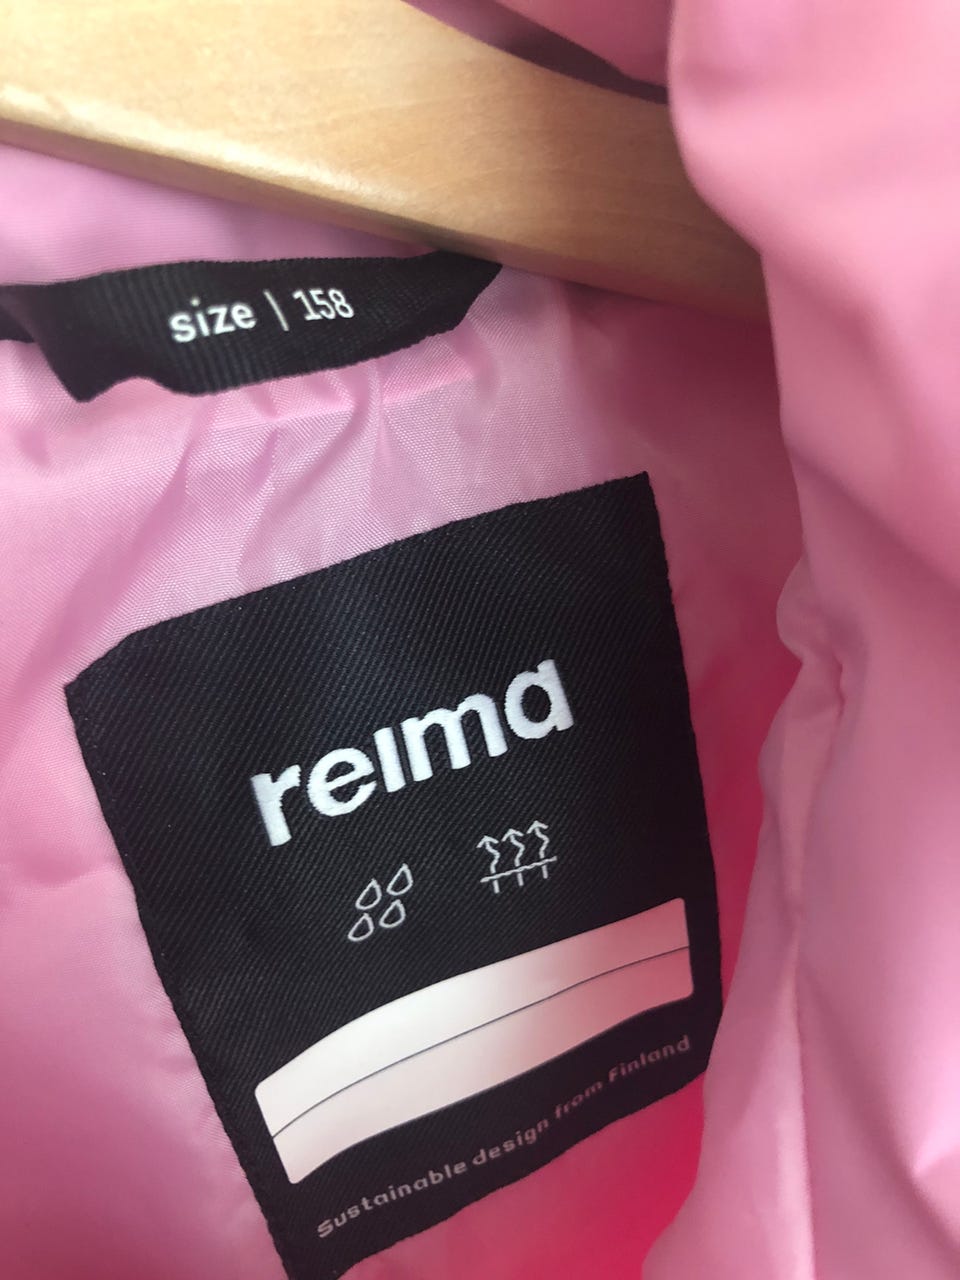 size | 158
reima
Sustainable design from Finland